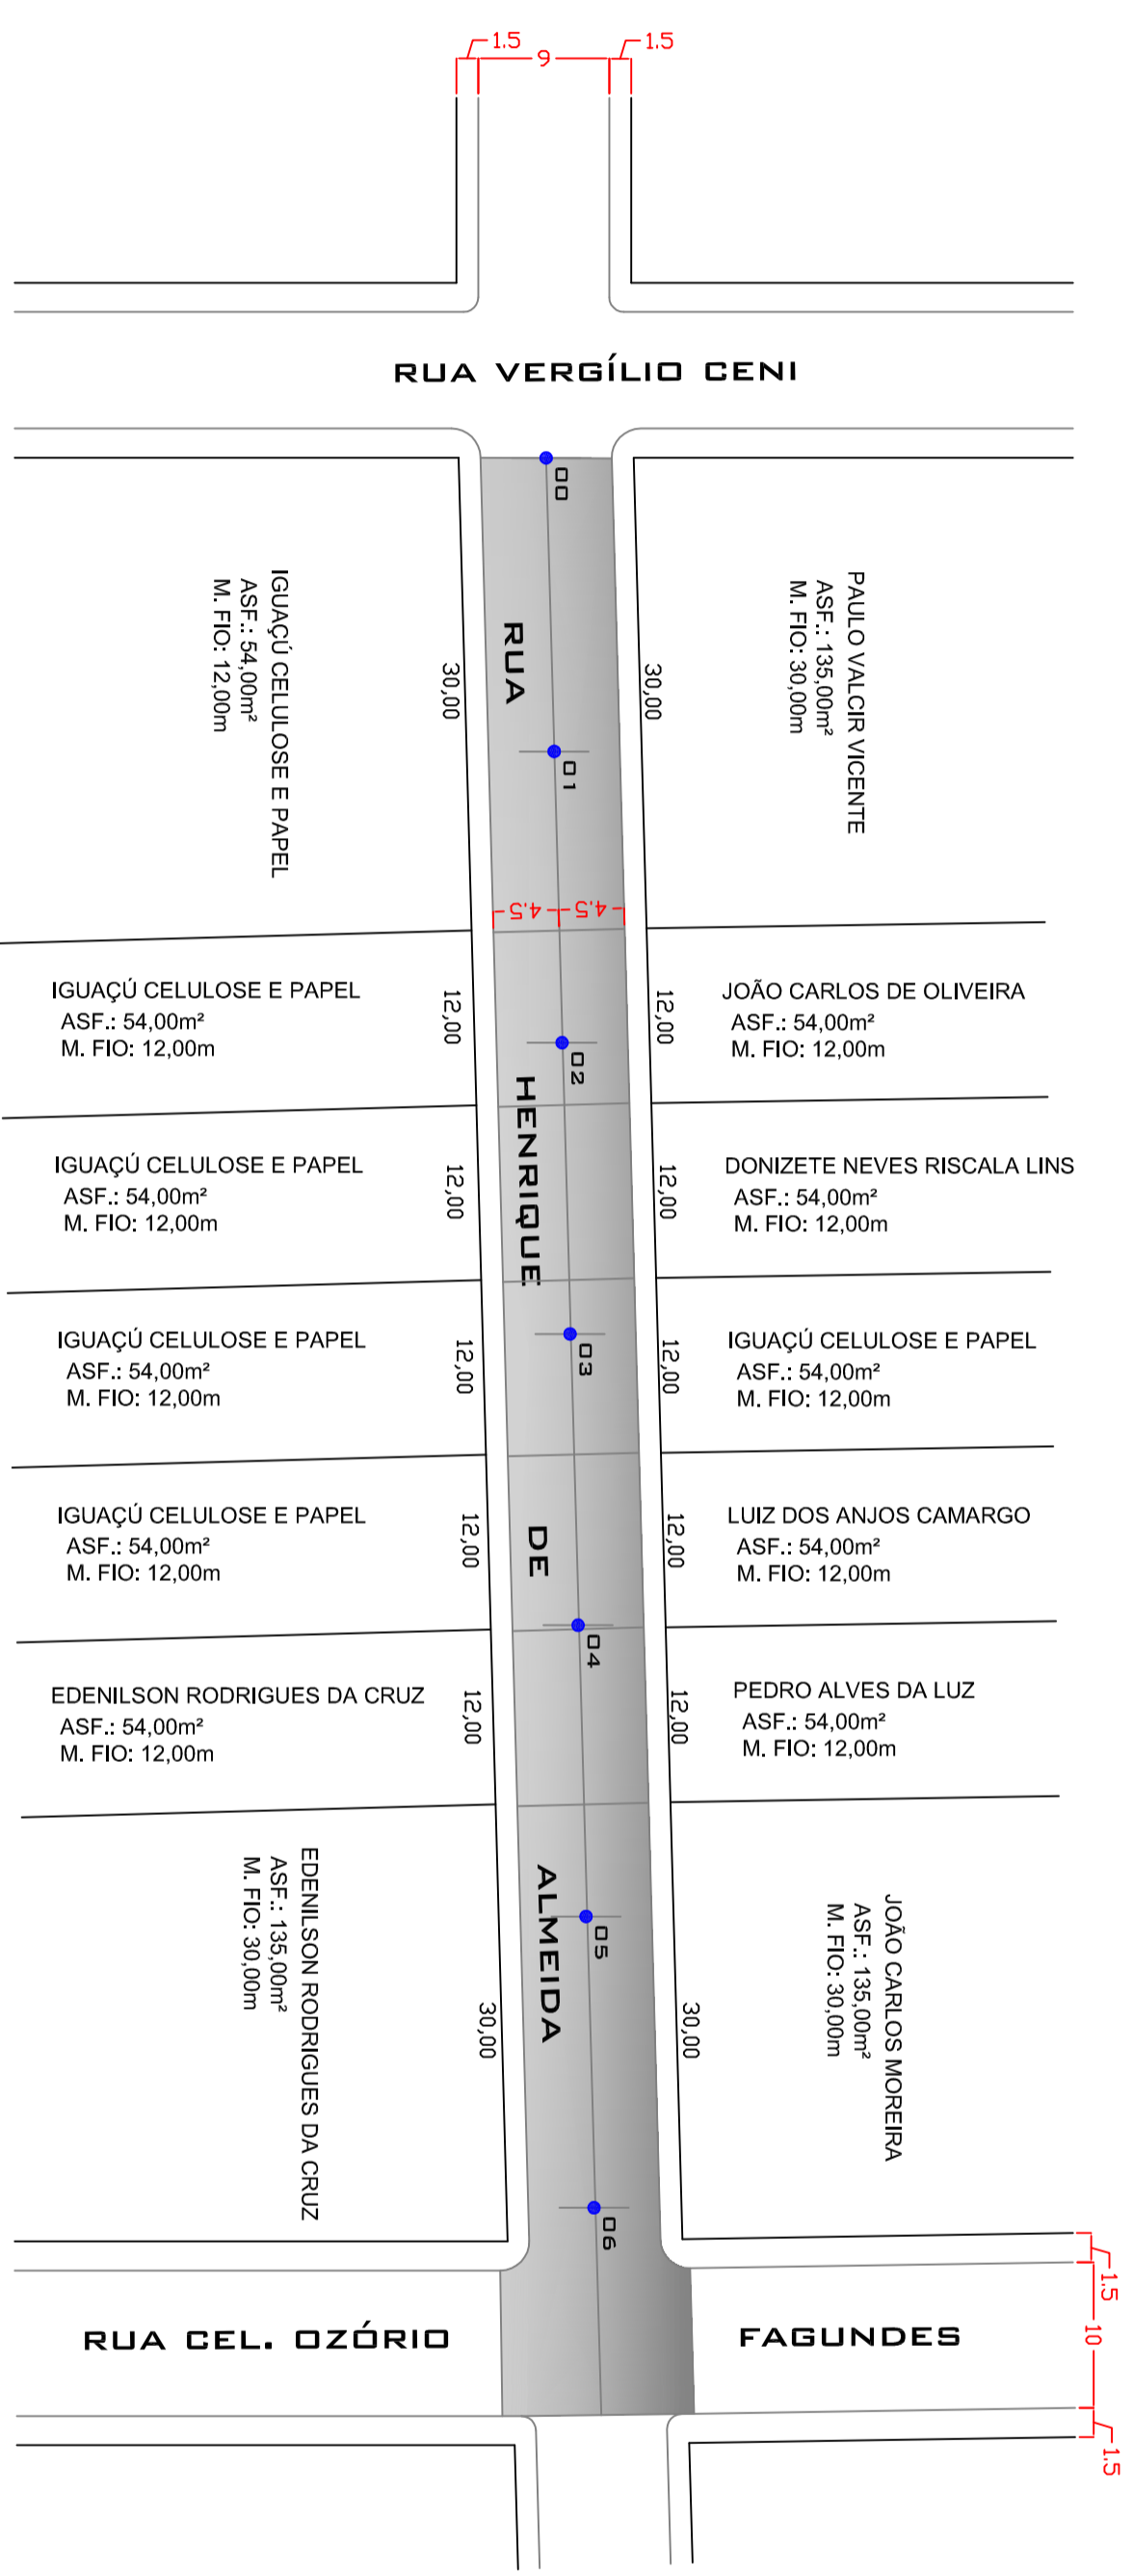 1.5
9
1.5
RUA VERGÍLIO CENI
00
IGUAÇÚ CELULOSE E PAPEL
ASF.: 54,00m²
M. FIO: 12,00m
30,00
RUA
30,00
PAULO VALCIR VICENTE
ASF.: 135,00m²
M. FIO: 30,00m
01
4.5
4.5
IGUAÇÚ CELULOSE E PAPEL
ASF.: 54,00m²
M. FIO: 12,00m
12,00
12,00
JOÃO CARLOS DE OLIVEIRA
ASF.: 54,00m²
M. FIO: 12,00m
02
HENRIQUE
IGUAÇÚ CELULOSE E PAPEL
ASF.: 54,00m²
M. FIO: 12,00m
12,00
12,00
DONIZETE NEVES RISCALA LINS
ASF.: 54,00m²
M. FIO: 12,00m
IGUAÇÚ CELULOSE E PAPEL
ASF.: 54,00m²
M. FIO: 12,00m
12,00
03
12,00
IGUAÇÚ CELULOSE E PAPEL
ASF.: 54,00m²
M. FIO: 12,00m
IGUAÇÚ CELULOSE E PAPEL
ASF.: 54,00m²
M. FIO: 12,00m
12,00
DE
12,00
LUIZ DOS ANJOS CAMARGO
ASF.: 54,00m²
M. FIO: 12,00m
04
EDENILSON RODRIGUES DA CRUZ
ASF.: 54,00m²
M. FIO: 12,00m
12,00
12,00
PEDRO ALVES DA LUZ
ASF.: 54,00m²
M. FIO: 12,00m
EDENILSON RODRIGUES DA CRUZ
ASF.: 135,00m²
M. FIO: 30,00m
30,00
ALMEIDA
05
30,00
JOÃO CARLOS MOREIRA
ASF.: 135,00m²
M. FIO: 30,00m
06
1.5
10
1.5
RUA CEL. OZÓRIO FAGUNDES